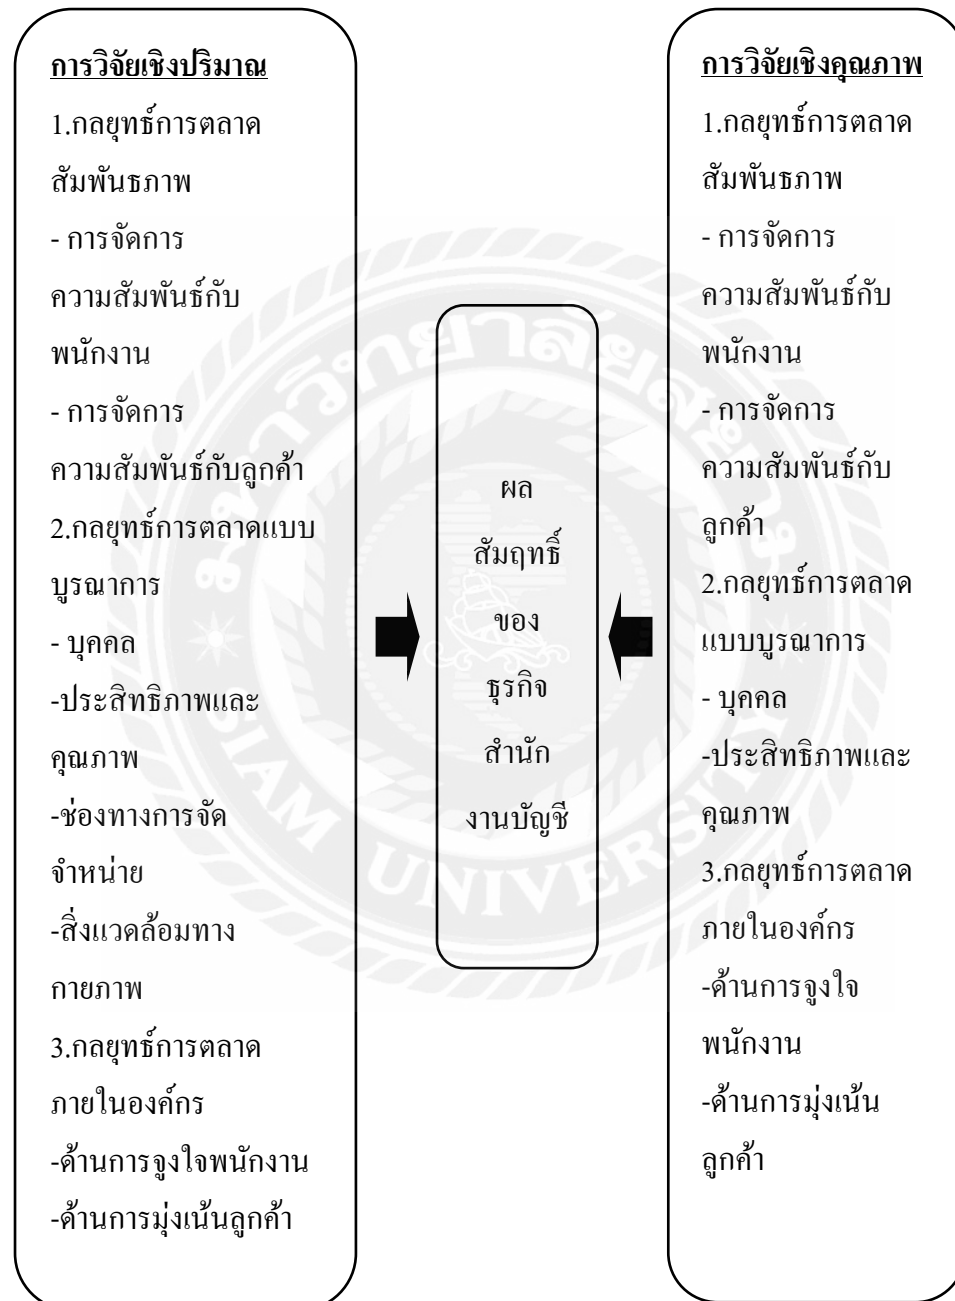 การวิจัยเชิงปริมาณ
1.กลยุทธ์การตลาด
สัมพันธภาพ
- การจัดการ
ความสัมพันธ์กับ
พนักงาน
- การจัดการ
ความสัมพันธ์กับลูกค้า
2.กลยุทธ์การตลาดแบบ
บูรณาการ
- บุคคล
-ประสิทธิภาพและ
คุณภาพ
-ช่องทางการจัด
จำหน่าย
-สิ่งแวดล้อมทาง
กายภาพ
3.กลยุทธ์การตลาด
ภายในองค์กร
-ด้านการจูงใจพนักงาน
-ด้านการมุ่งเน้นลูกค้า
ผล
สัมฤทธิ์
ของ
ธุรกิจ
สำนัก
งานบัญชี
การวิจัยเชิงคุณภาพ
1.กลยุทธ์การตลาด
สัมพันธภาพ
- การจัดการ
ความสัมพันธ์กับ
พนักงาน
- การจัดการ
ความสัมพันธ์กับ
ลูกค้า
2.กลยุทธ์การตลาด
แบบบูรณาการ
- บุคคล
-ประสิทธิภาพและ
คุณภาพ
3.กลยุทธ์การตลาด
ภายในองค์กร
-ด้านการจูงใจ
พนักงาน
-ด้านการมุ่งเน้น
ลูกค้า
มหาวิทยาลัยสยาม
SIAM UNIVERSITY